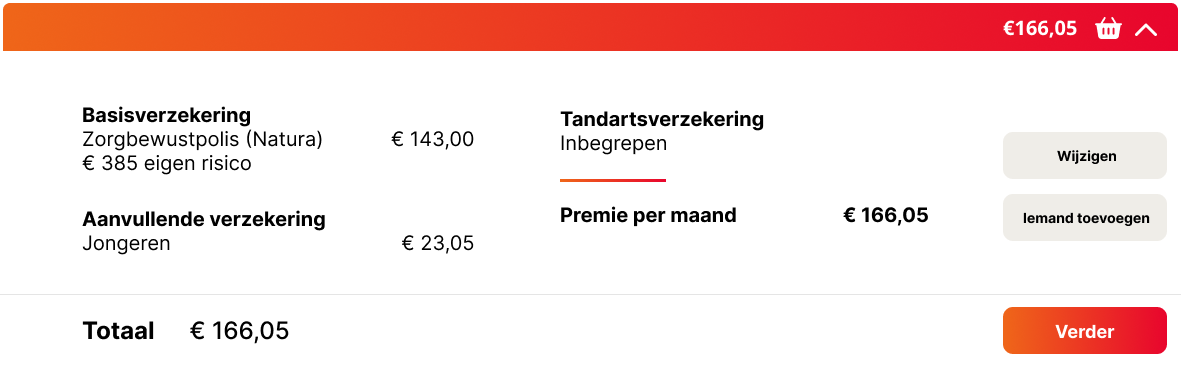 €166,05
Basisverzekering
Zorgbewustpolis (Natura) € 143,00
€ 385 eigen risico
Aanvullende verzekering
Jongeren € 23,05
Tandartsverzekering
Inbegrepen
Premie per maand € 166,05
Wijzigen
Iemand toevoegen
Totaal € 166,05
Verder